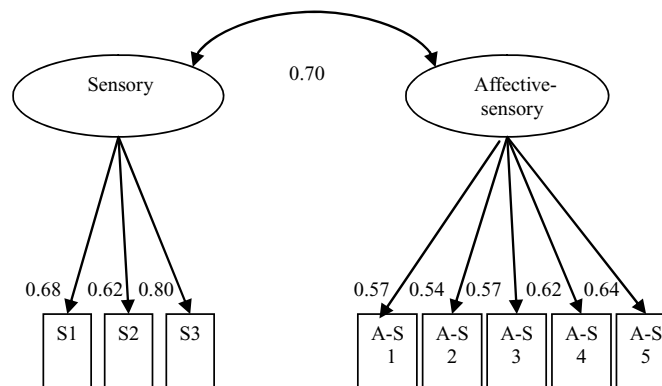 0.70
Sensory
Affective-
sensory
0.68 0.62 0.80
0.57 0.54 0.57 0.62 0.64
S1 S2 S3
A-S A-S A-S A-S A-S
1 2 3 4 5